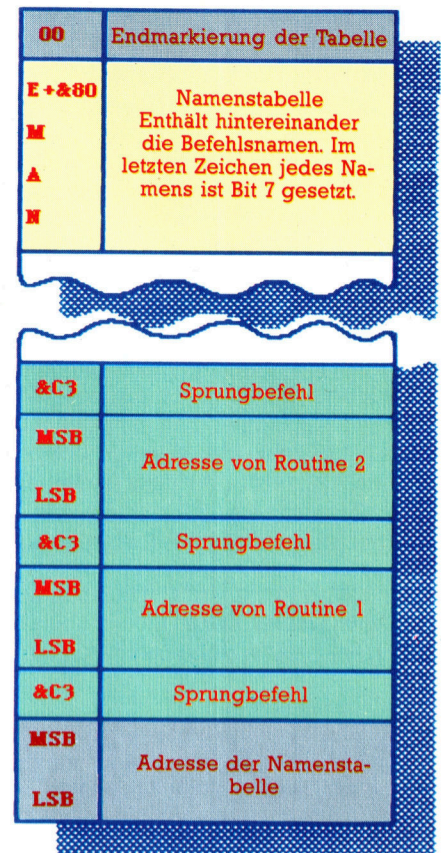 00 Endmarkierung der Tabelle
E+&80
M
A
N
Namenstabelle
Enthält hintereinander
die Befehlsnamen. Im
letzten Zeichen jedes Na-
mens ist Bit 7 gesetzt.
&C3 Sprungbefehl
MSB
LSB
Adresse von Routine 2
&C3 Sprungbefehl
MSB
LSB
Adresse von Routine 1
&C3 Sprungbefehl
MSB
LSB
Adresse der Namensta-
belle